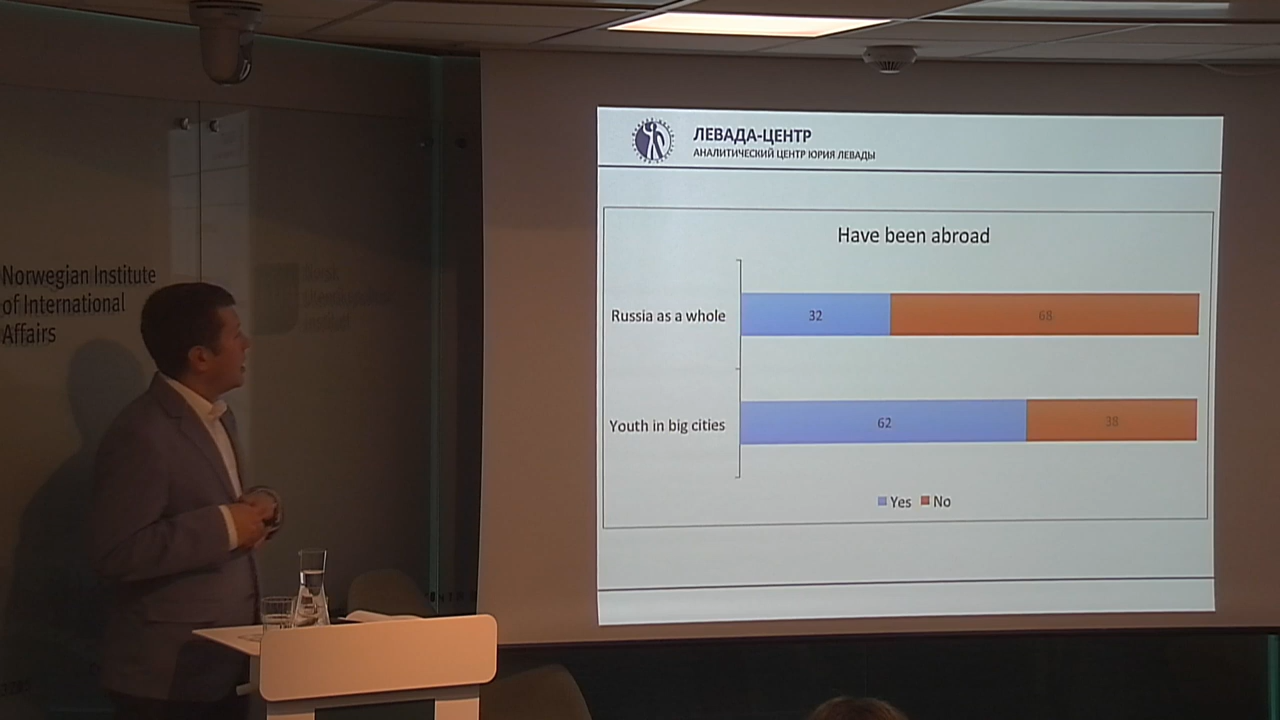 Norwegian Institute
of International
Affairs
ЛЕВАДА-ЦЕНТР
АНАЛИТИЧЕСКИЙ ЦЕНТР ЮРИЯ ЛЕВАДЫ
Have been abroad
Russia as a whole
32
68
Youth in big cities
62
38
Yes
No